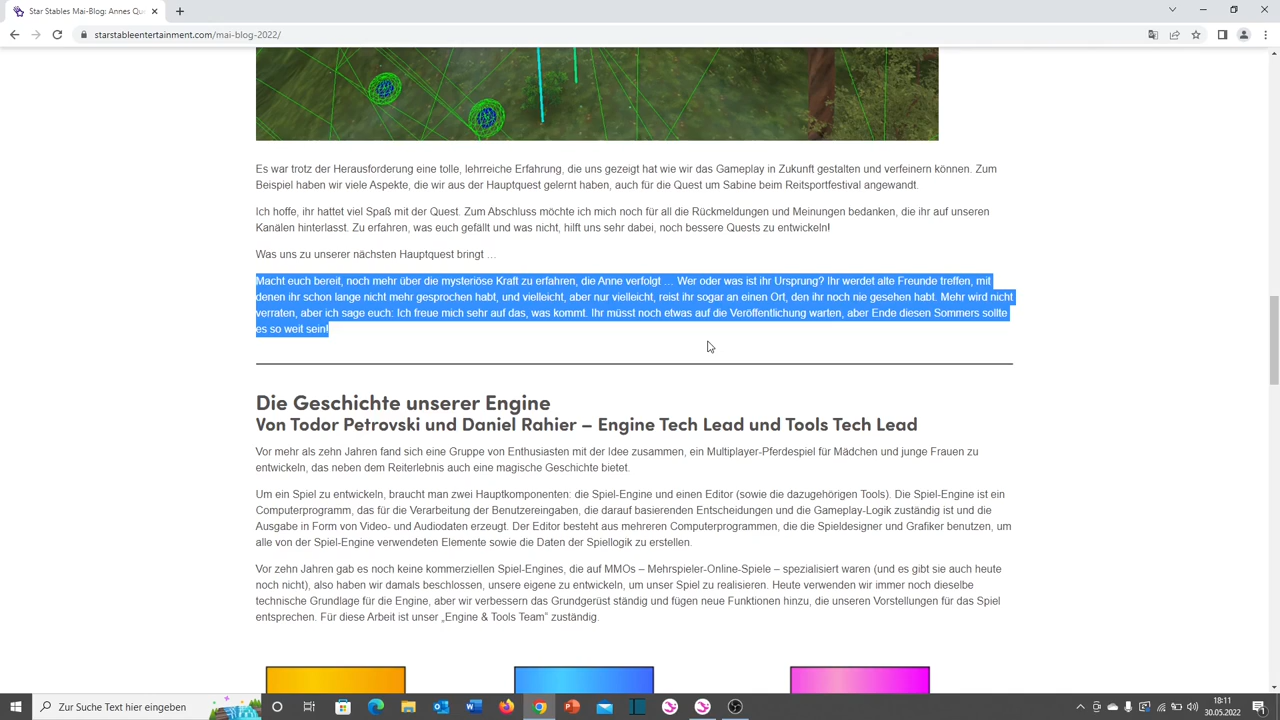 Star Stables Mai-Blog: Annes Qu
starstableentertainment.com/mai-blog-2022/
Es war trotz der Herausforderung eine tolle, lehrreiche Erfahrung, die uns gezeigt hat wie wir das Gameplay in Zukunft gestalten und verfeinern können. Zum
Beispiel haben wir viele Aspekte, die wir aus der Hauptquest gelernt haben, auch für die Quest um Sabine beim Reitsportfestival angewandt.
Ich hoffe, ihr hattet viel Spaß mit der Quest. Zum Abschluss möchte ich mich noch für all die Rückmeldungen und Meinungen bedanken, die ihr auf unseren
Kanälen hinterlasst. Zu erfahren, was euch gefällt und was nicht, hilft uns sehr dabei, noch bessere Quests zu entwickeln!
Was uns zu unserer nächsten Hauptquest bringt …
Macht euch bereit, noch mehr über die mysteriöse Kraft zu erfahren, die Anne verfolgt … Wer oder was ist ihr Ursprung? Ihr werdet alte Freunde treffen, mit
denen ihr schon lange nicht mehr gesprochen habt, und vielleicht, aber nur vielleicht, reist ihr sogar an einen Ort, den ihr noch nie gesehen habt. Mehr wird nicht
verraten, aber ich sage euch: Ich freue mich sehr auf das, was kommt. Ihr müsst noch etwas auf die Veröffentlichung warten, aber Ende diesen Sommers sollte
es so weit sein!
Die Geschichte unserer Engine
Von Todor Petrovski und Daniel Rahier – Engine Tech Lead und Tools Tech Lead
Vor mehr als zehn Jahren fand sich eine Gruppe von Enthusiasten mit der Idee zusammen, ein Multiplayer-Pferdespiel für Mädchen und junge Frauen zu
entwickeln, das neben dem Reiterlebnis auch eine magische Geschichte bietet.
Um ein Spiel zu entwickeln, braucht man zwei Hauptkomponenten: die Spiel-Engine und einen Editor (sowie die dazugehörigen Tools). Die Spiel-Engine ist ein
Computerprogramm, das für die Verarbeitung der Benutzereingaben, die darauf basierenden Entscheidungen und die Gameplay-Logik zuständig ist und die
Ausgabe in Form von Video- und Audiodaten erzeugt. Der Editor besteht aus mehreren Computerprogrammen, die die Spieldesigner und Grafiker benutzen, um
alle von der Spiel-Engine verwendeten Elemente sowie die Daten der Spiellogik zu erstellen.
Vor zehn Jahren gab es noch keine kommerziellen Spiel-Engines, die auf MMOs – Mehrspieler-Online-Spiele – spezialisiert waren (und es gibt sie auch heute
noch nicht), also haben wir damals beschlossen, unsere eigene zu entwickeln, um unser Spiel zu realisieren. Heute verwenden wir immer noch dieselbe
technische Grundlage für die Engine, aber wir verbessern das Grundgerüst ständig und fügen neue Funktionen hinzu, die unseren Vorstellungen für das Spiel
entsprechen. Für diese Arbeit ist unser „Engine & Tools Team“ zuständig.
Zur Suche Text hier eingeben
18:11
30.05.2022